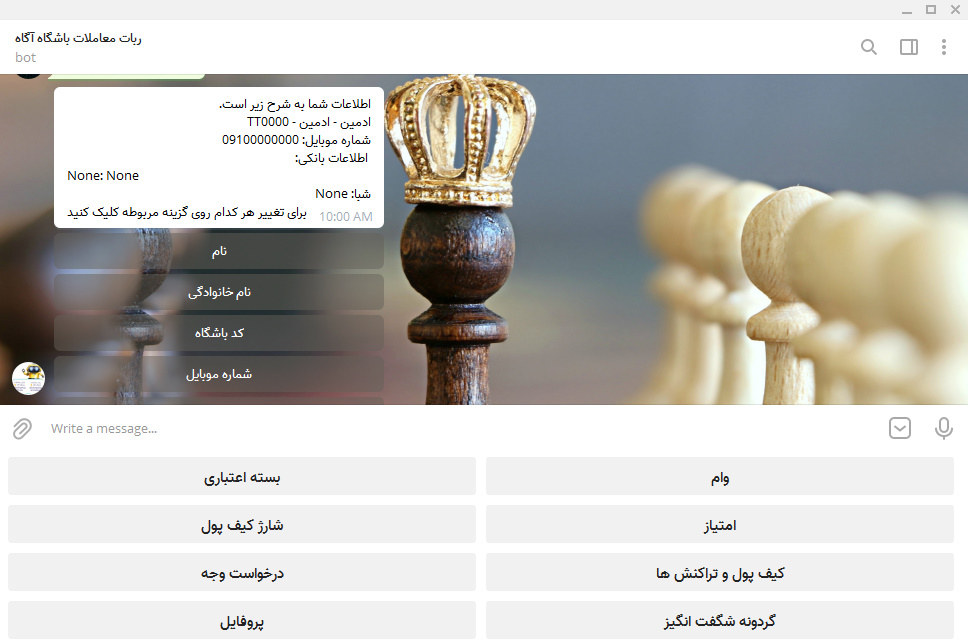 ربات معاملات باشگاه آگاه
bot
اطلاعات شما به شرح زیر است.
ادمین - ادمین - TT0000
شماره موبایل: 09100000000
اطلاعات بانکی:
None: None
شبا: None
برای تغییر هر کدام روی گزینه مربوطه کلیک کنید
10:00 AM
نام
نام خانوادگی
کد باشگاه
شماره موبایل
Write a message...
بسته اعتباری
وام
شارژ کیف پول
امتیاز
درخواست وجه
کیف پول و تراکنش ها
پروفایل
گردونه شگفت انگیز